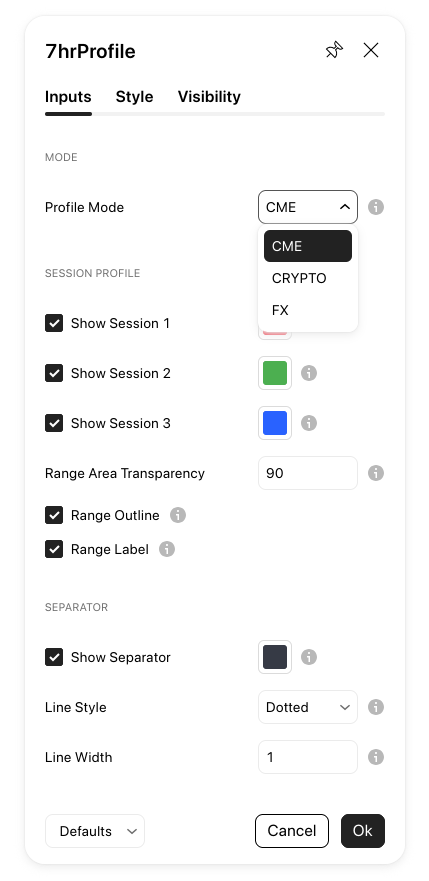 7hrProfile
Inputs Style Visibility
MODE
Profile Mode CME
CME
SESSION PROFILE
CRYPTO
FX
Show Session 1
Show Session 2
Show Session 3
Range Area Transparency 90
Range Outline
Range Label
SEPARATOR
Show Separator
Line Style Dotted
Line Width 1
Defaults Cancel Ok